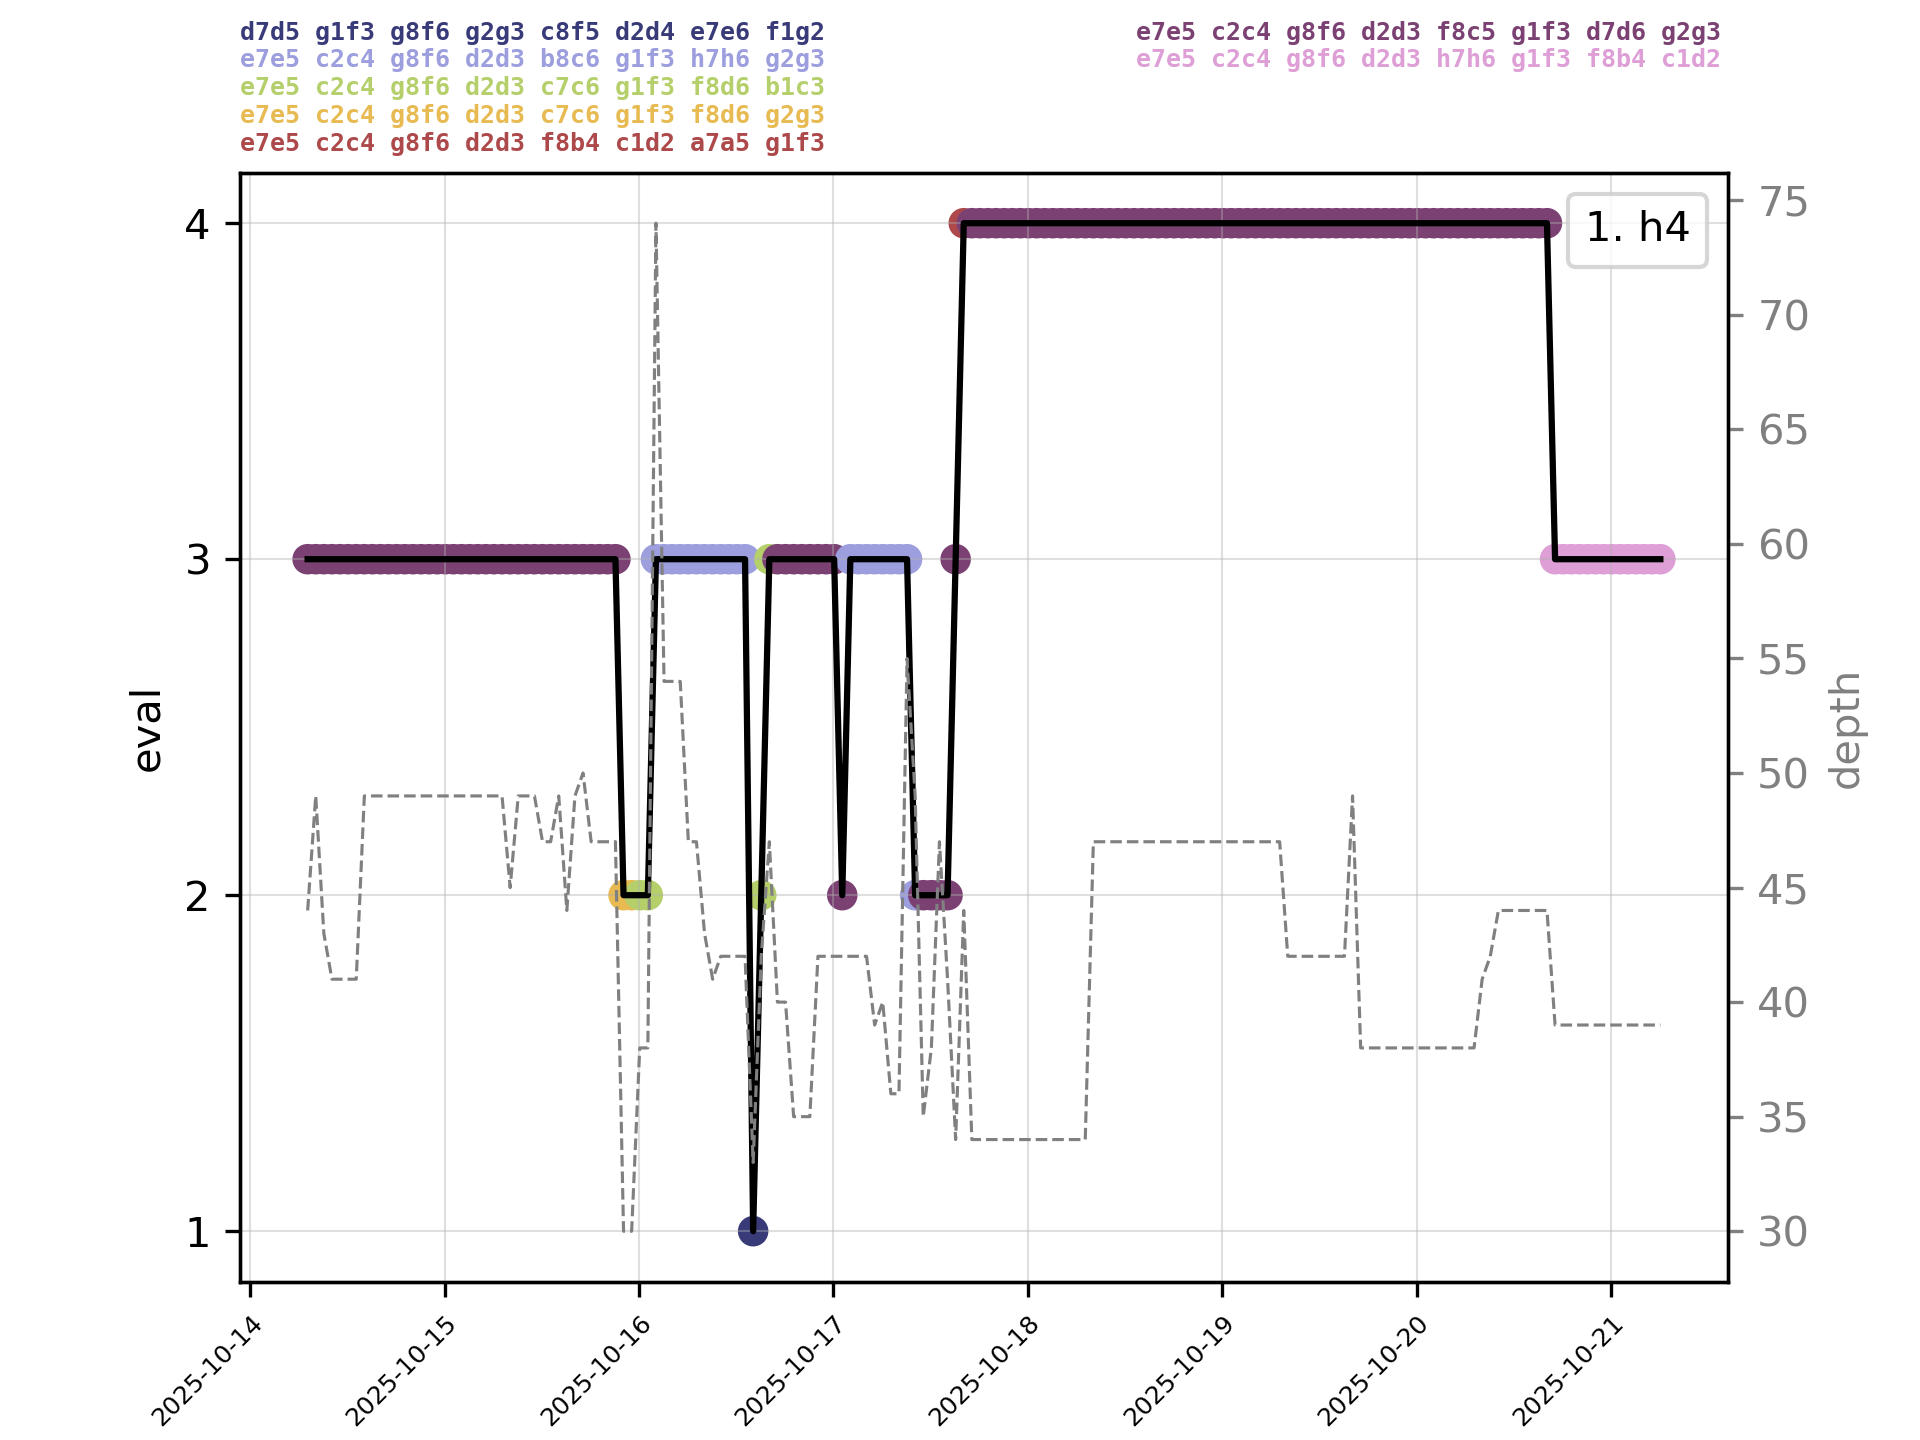 d7d5 g1f3 g8f6 g2g3 c8f5 d2d4 e7e6 f1g2
e7e5 c2c4 g8f6 d2d3 b8c6 g1f3 h7h6 g2g3
e7e5 c2c4 g8f6 d2d3 c7c6 g1f3 f8d6 b1c3
e7e5 c2c4 g8f6 d2d3 c7c6 g1f3 f8d6 g2g3
e7e5 c2c4 g8f6 d2d3 f8b4 c1d2 a7a5 g1f3
e7e5 c2c4 g8f6 d2d3 f8c5 g1f3 d7d6 g2g3
e7e5 c2c4 g8f6 d2d3 h7h6 g1f3 f8b4 c1d2
1. h4
eval
4
3
2
1
75
70
65
60
55
50
45
40
35
30
depth
2025-10-14
2025-10-15
2025-10-16
2025-10-17
2025-10-18
2025-10-19
2025-10-20
2025-10-21